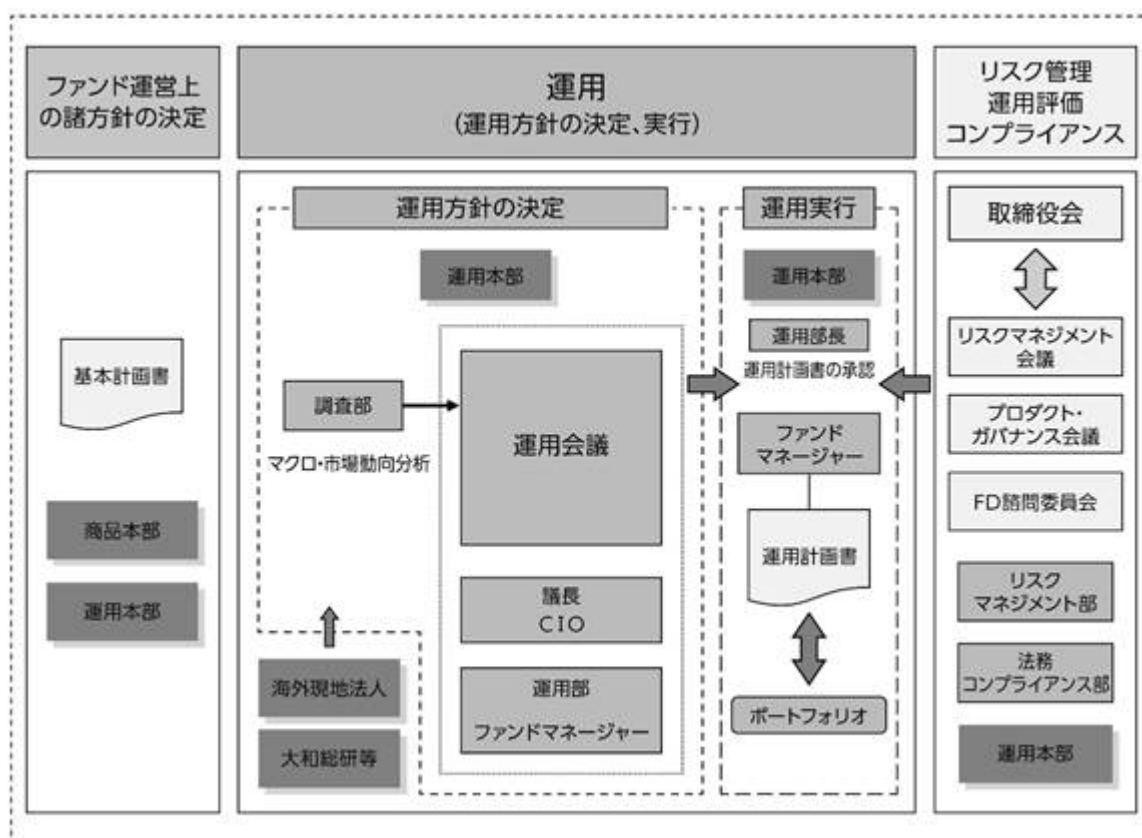 ファンド運営上
の諸方針の決定
基本計画書
商品本部
運用本部
運用
(運用方針の決定、実行)
運用方針の決定
運用本部
調査部
マクロ・市場動向分析
運用会議
議長
CIO
運用部
ファンドマネージャー
海外現地法人
大和総研等
運用実行
運用本部
運用部長
運用計画書の承認
ファンド
マネージャー
運用計画書
ポートフォリオ
リスク管理
運用評価
コンプライアンス
取締役会
リスクマネジメント
会議
プロダクト・
ガバナンス会議
FD諮問委員会
リスク
マネジメント部
法務
コンプライアンス部
運用本部